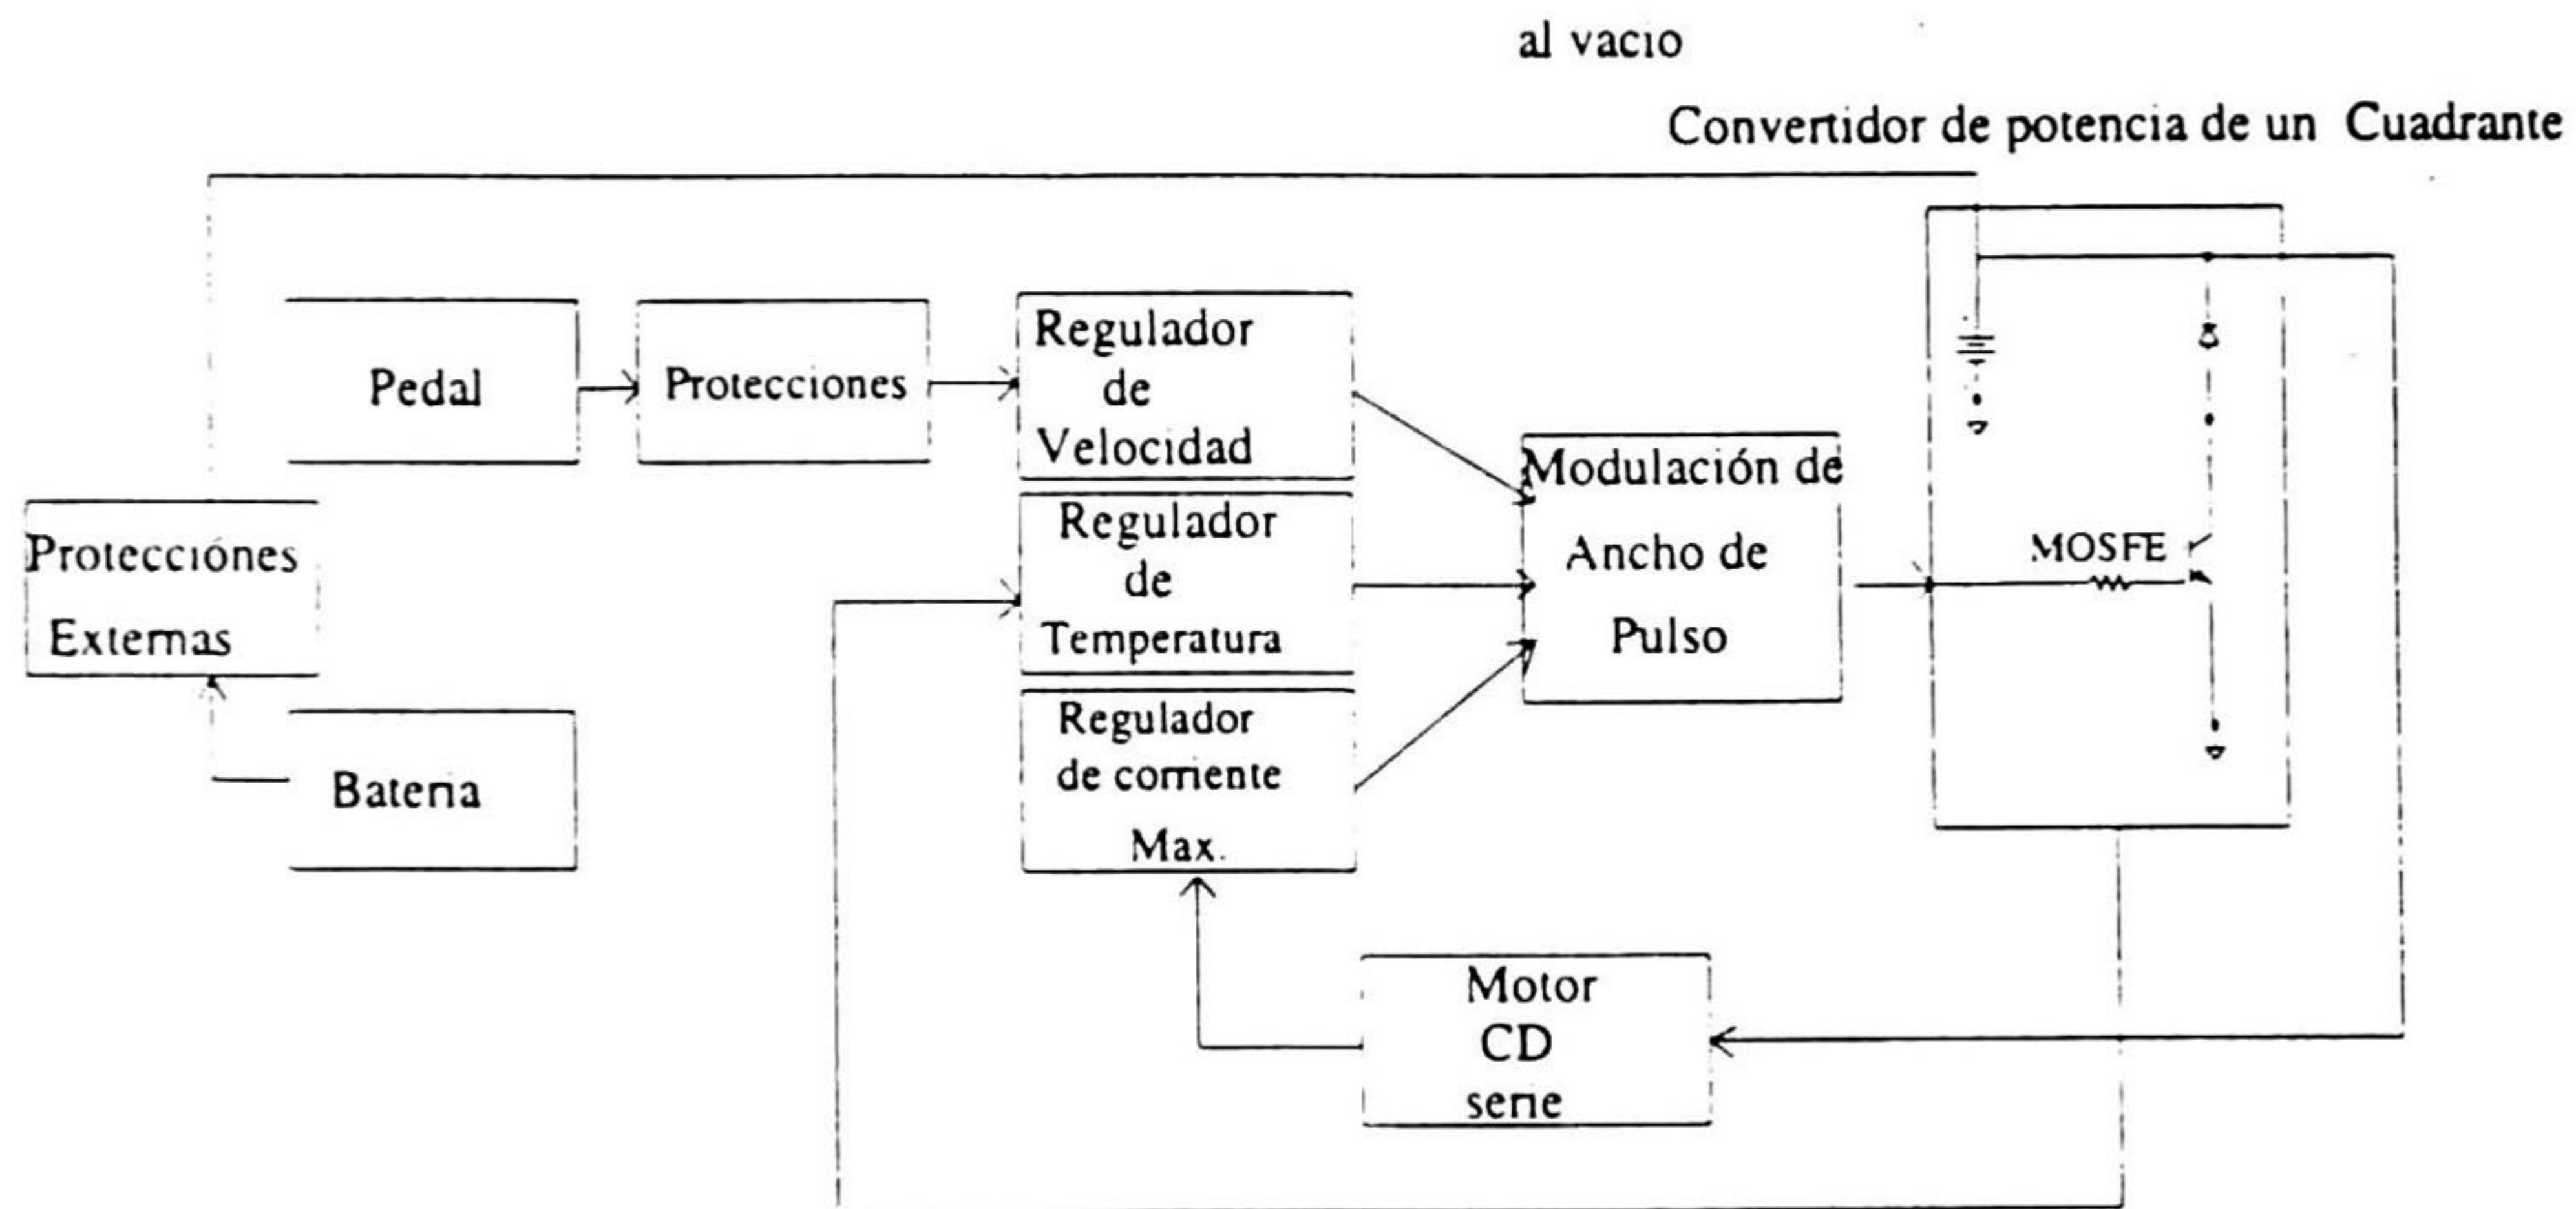 al vacio
Convertidor de potencia de un Cuadrante
Pedal
Protecciones
Regulador
de
Velocidad
Regulador
de
Temperatura
Regulador
de corriente
Max.
Modulación de
Ancho de
Pulso
MOSFE
Protecciónes
Externas
Bateria
Motor
CD
serie